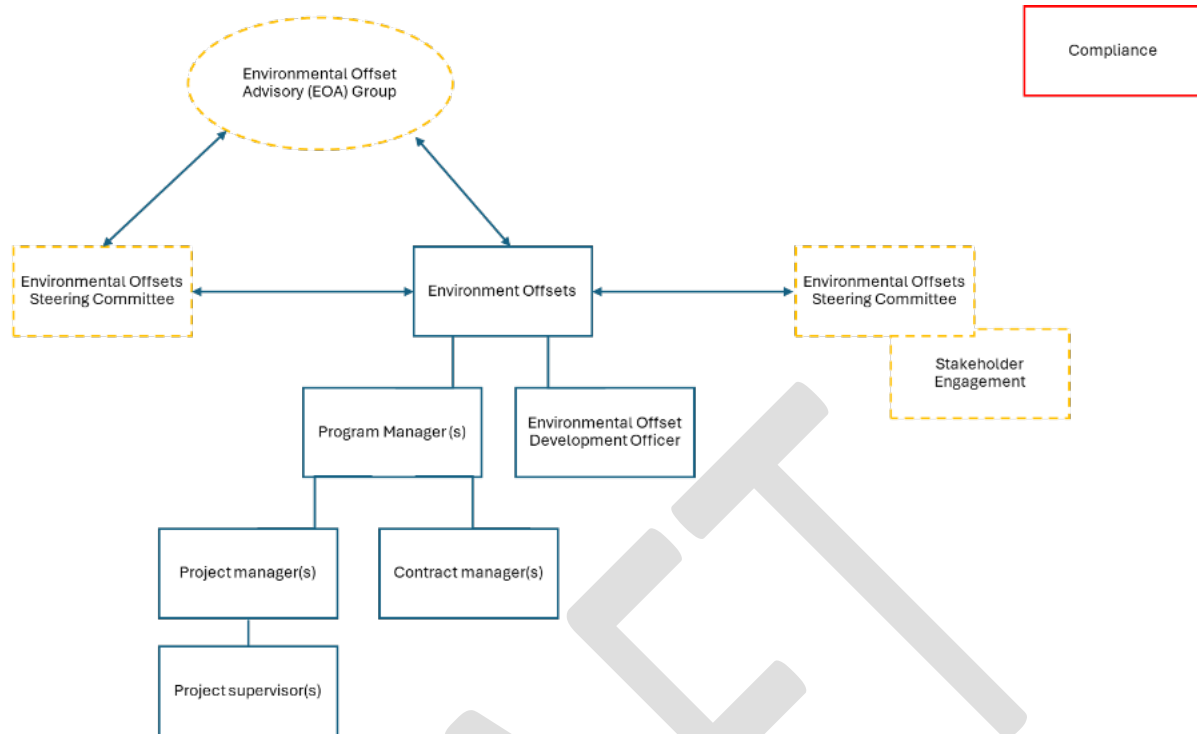 Environmental Offset
Advisory (EOA) Group
Compliance
Environmental Offsets
Steering Committee
Environment Offsets
Environmental Offsets
Steering Committee
Stakeholder
Engagement
Program Manager(s)
Environmental Offset
Development Officer
Project manager(s)
Contract manager(s)
Project supervisor(s)